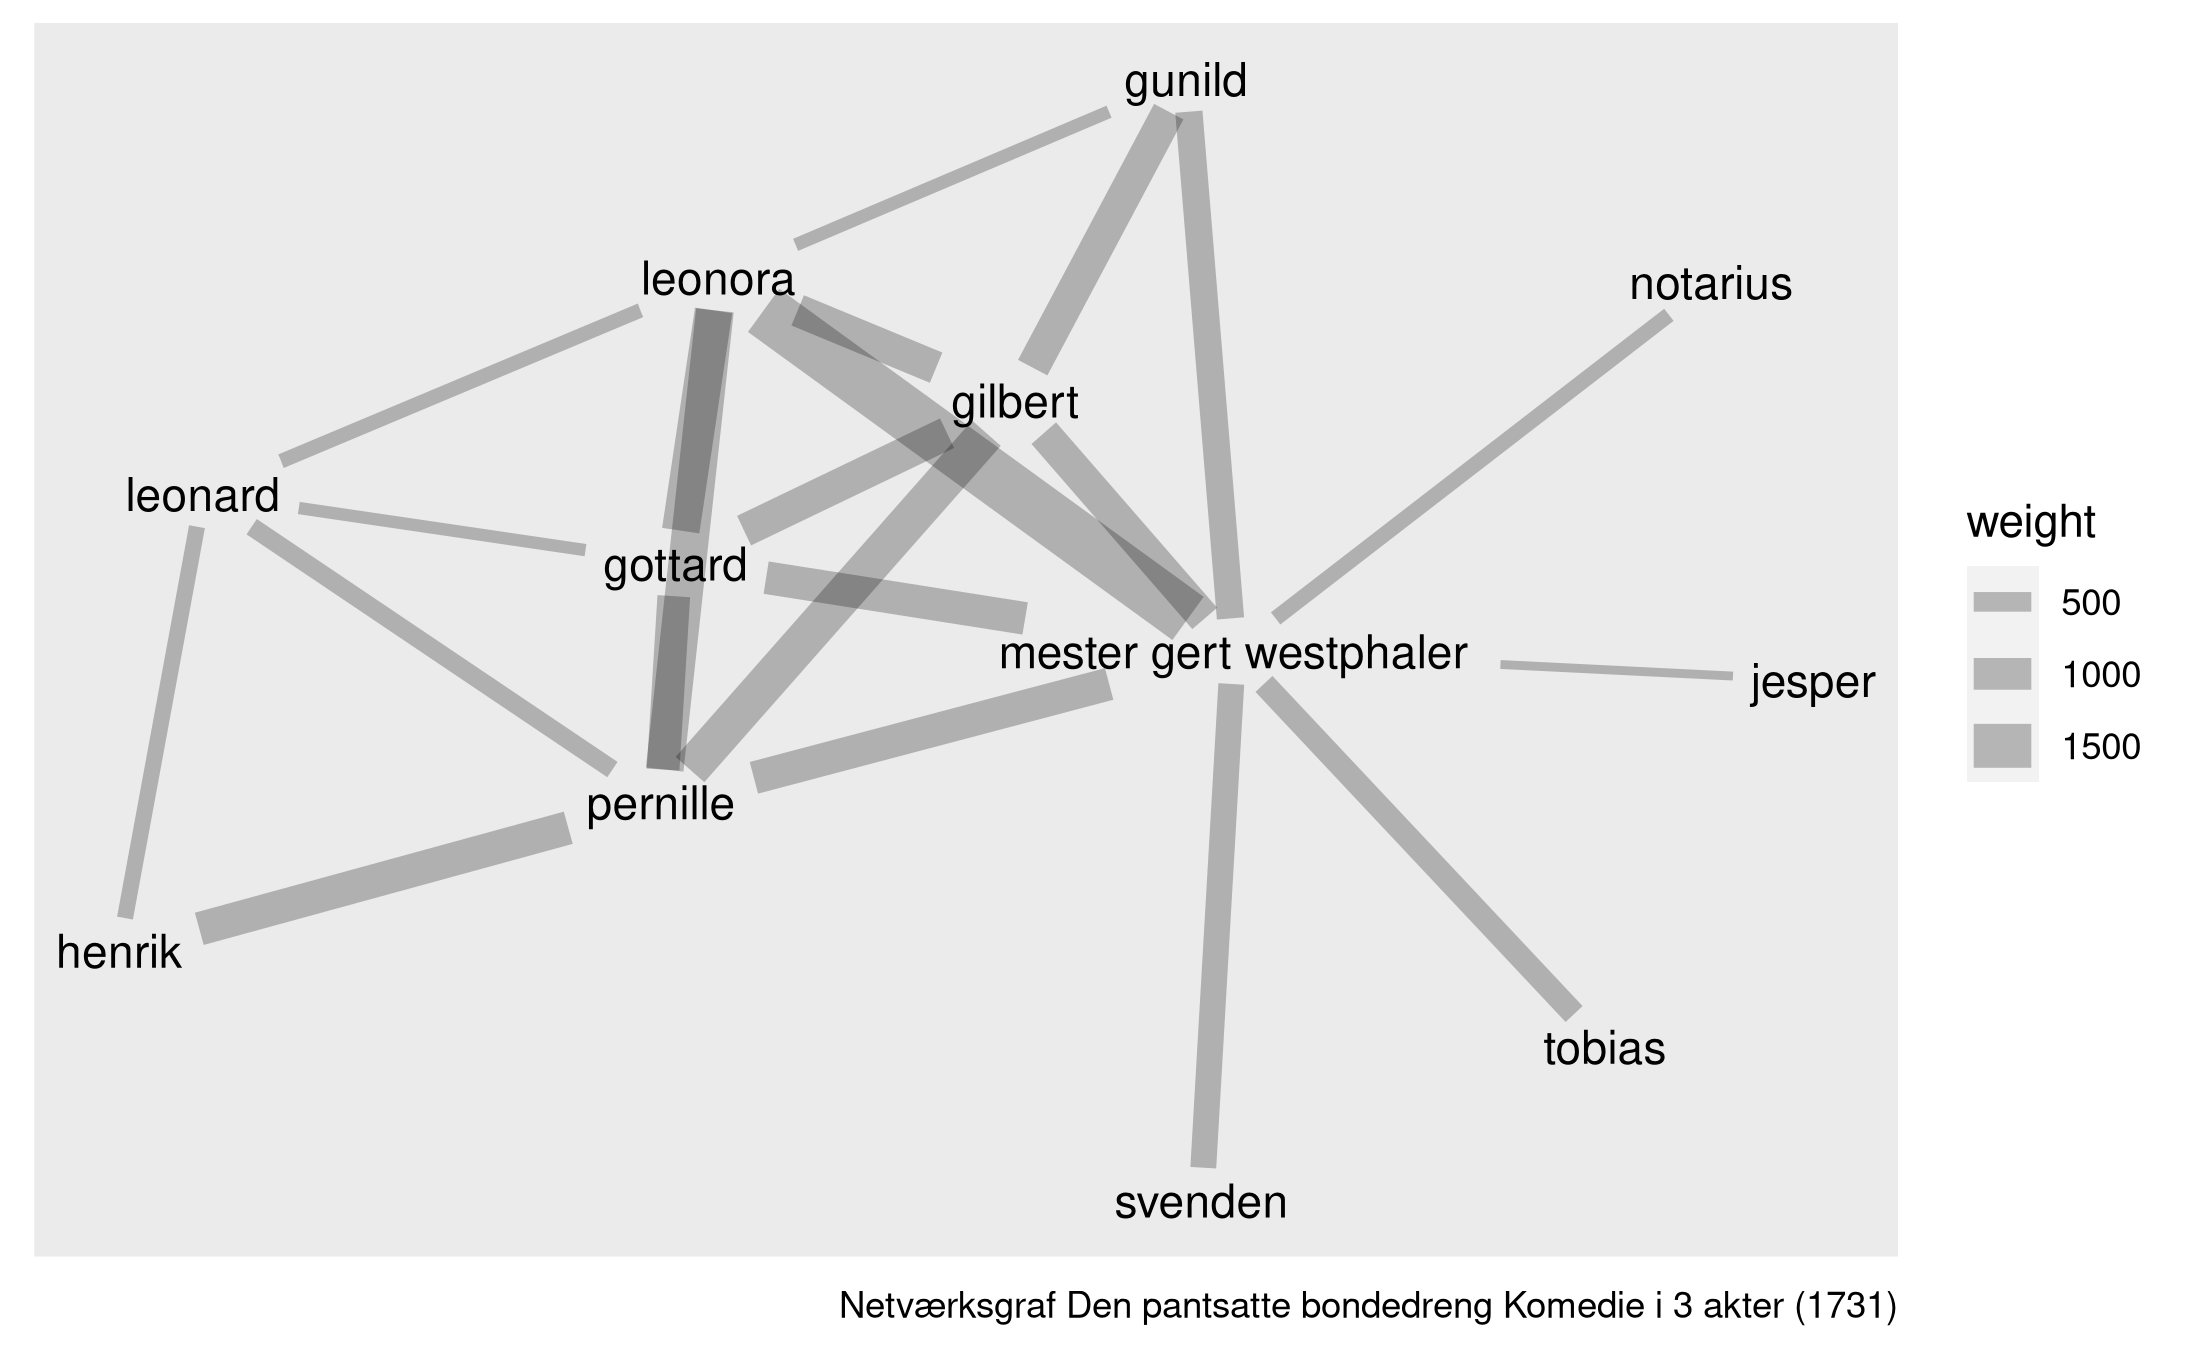 gunild
leonora
notarius
gilbert
leonard
gottard
mester gert westphaler
jesper
pernille
henrik
tobias
svenden
weight
500
1000
1500
Netværksgraf Den pantsatte bondedreng Komedie i 3 akter (1731)